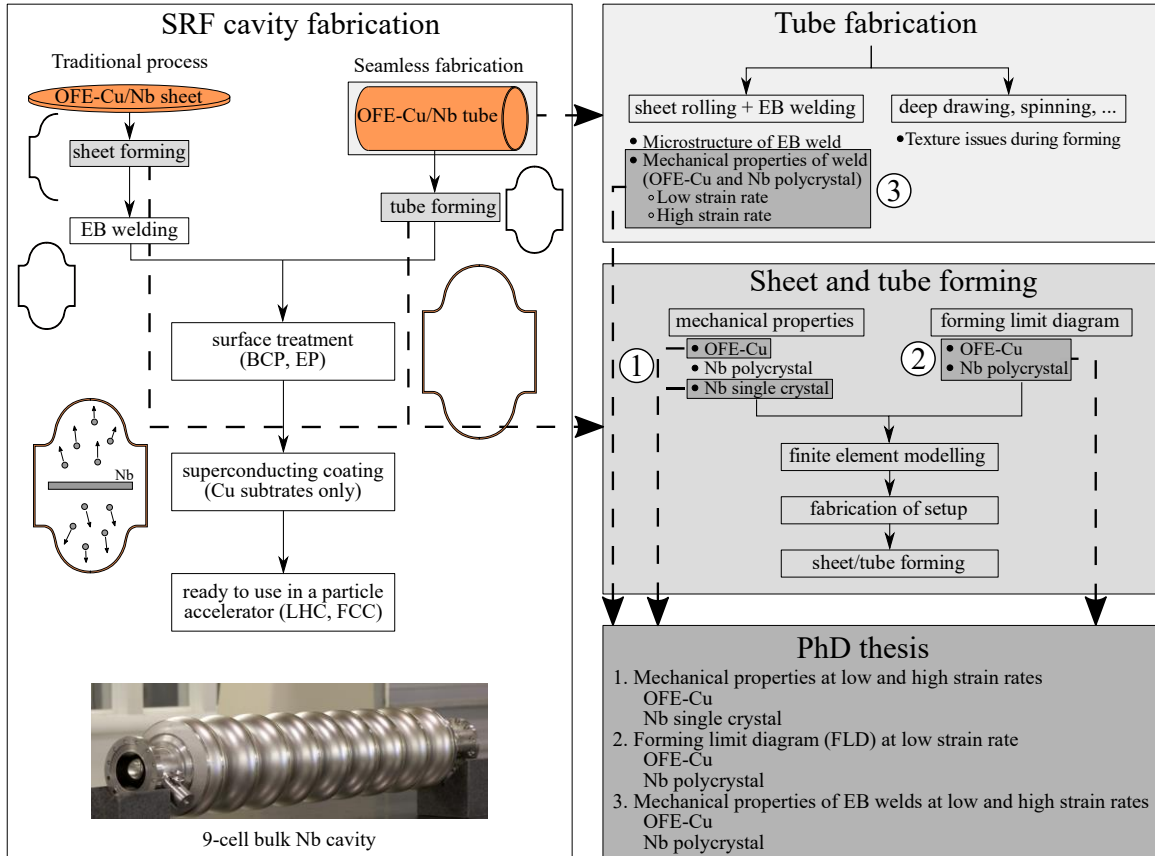 SRF cavity fabrication
Traditional process
OFE-Cu/Nb sheet
sheet forming
EB welding
Seamless fabrication
OFE-Cu/Nb tube
tube forming
surface treatment
(BCP, EP)
Nb
superconducting coating
(Cu subtrates only)
ready to use in a particle
accelerator (LHC, FCC)
9-cell bulk Nb cavity
Tube fabrication
sheet rolling + EB welding
• Microstructure of EB weld
• Mechanical properties of weld
(OFE-Cu and Nb polycrystal)
∘Low strain rate
∘High strain rate
3
deep drawing, spinning, ...
•Texture issues during forming
Sheet and tube forming
mechanical properties
1
• OFE-Cu
• Nb polycrystal
• Nb single crystal
forming limit diagram
2
• OFE-Cu
• Nb polycrystal
finite element modelling
fabrication of setup
sheet/tube forming
PhD thesis
1. Mechanical properties at low and high strain rates
OFE-Cu
Nb single crystal
2. Forming limit diagram (FLD) at low strain rate
OFE-Cu
Nb polycrystal
3. Mechanical properties of EB welds at low and high strain rates
OFE-Cu
Nb polycrystal